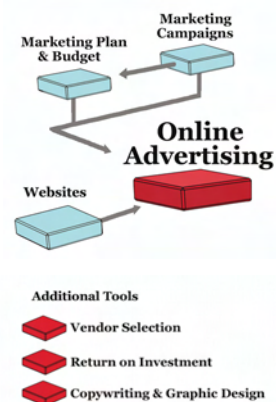 Marketing
Campaigns
Marketing Plan
& Budget
Online
Advertising
Websites
Additional Tools
Vendor Selection
Return on Investment
Copywriting & Graphic Design